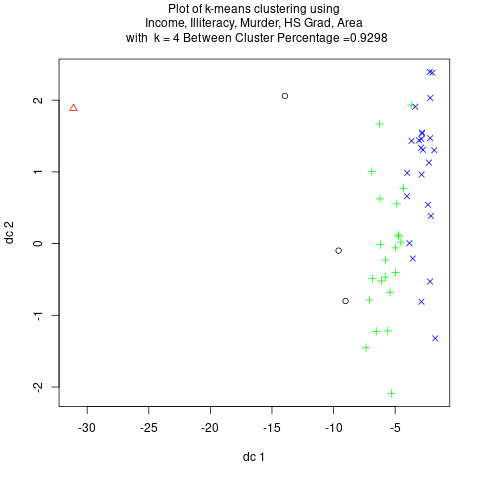 Plot of k-means clustering using
Income, Illiteracy, Murder, HS Grad, Area
with k = 4 Between Cluster Percentage =0.9298
2
1
0
-1
-2
dc 2
-30
-25
-20
-15
-10
-5
dc 1